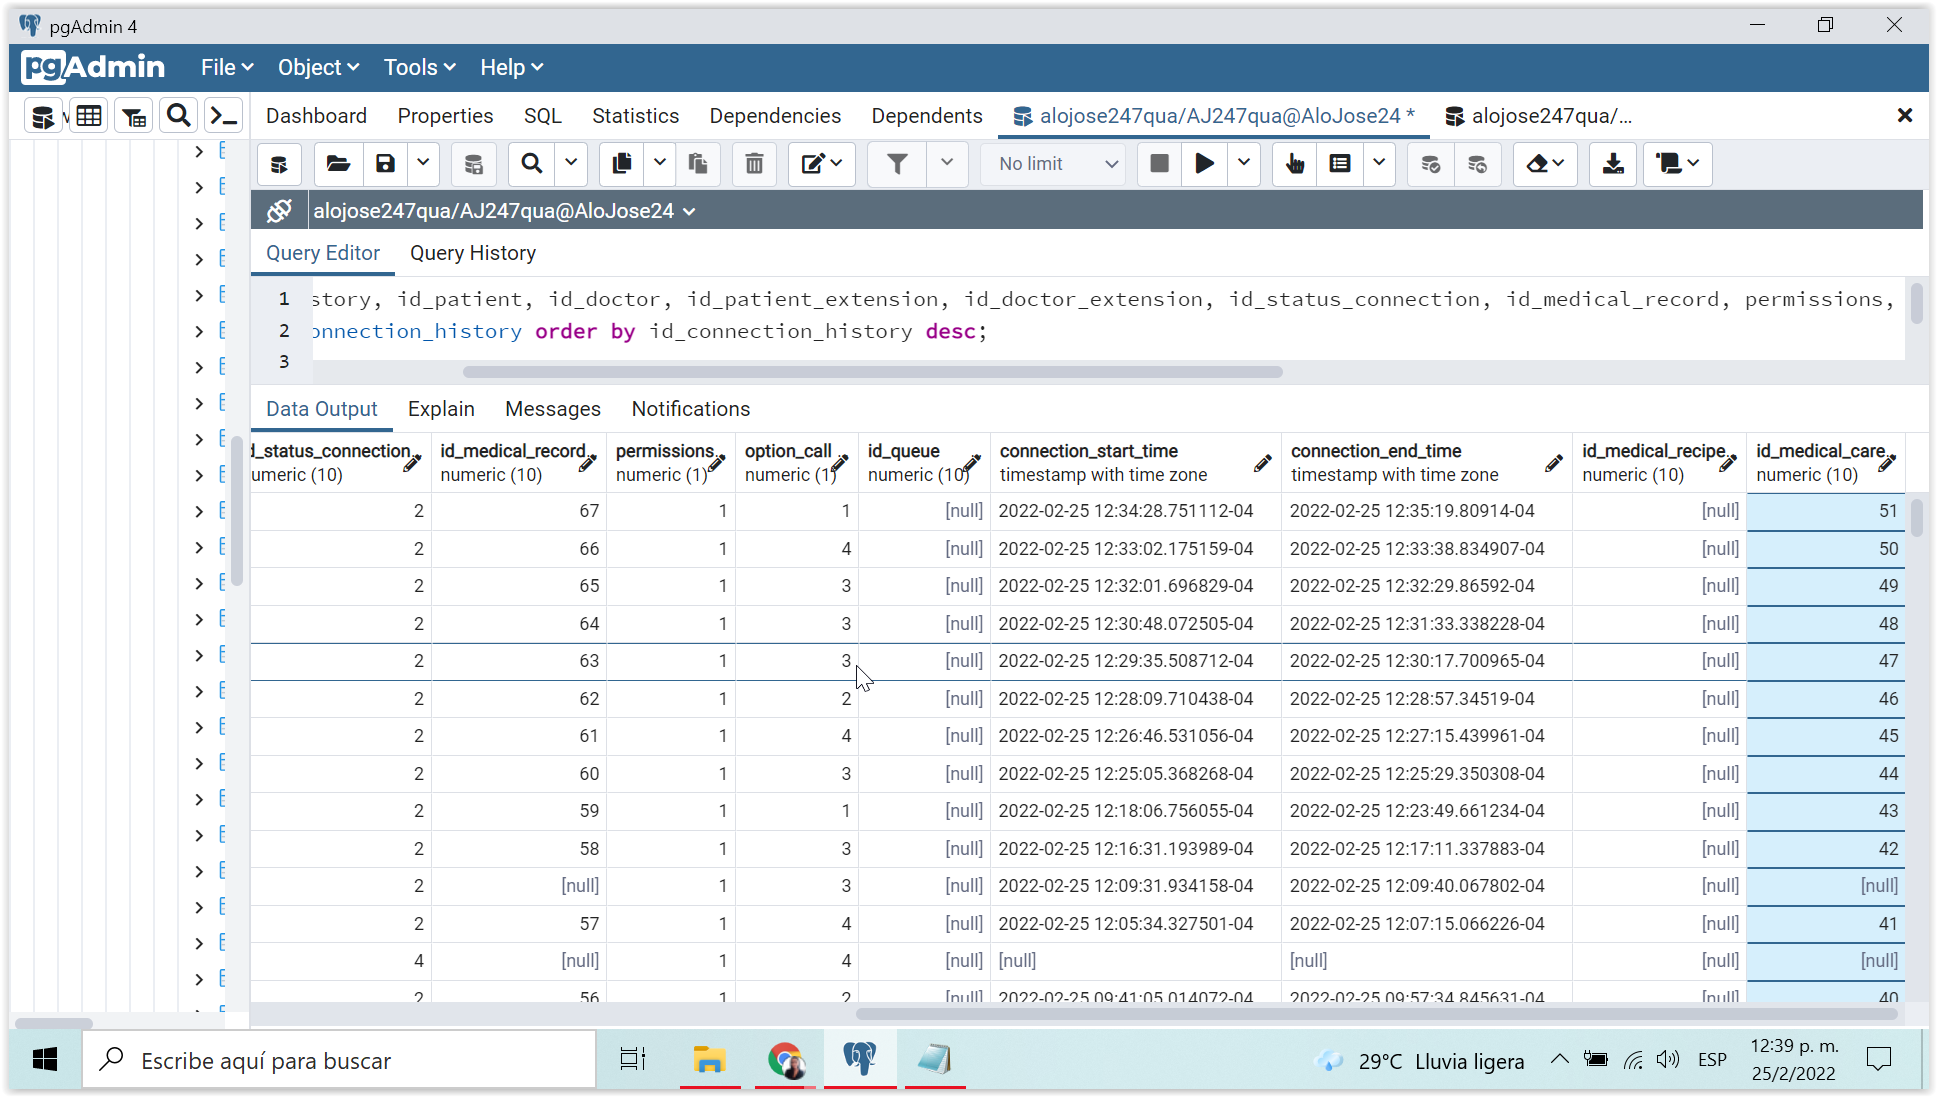 pgAdmin 4
pgAdmin File Object Tools Help
Dashboard Properties SQL Statistics Dependencies Dependents alojose247qua/AJ247qua@AloJose24 * alojose247qua/...
No limit
alojose247qua/AJ247qua@AloJose24
Query Editor Query History
1 story, id_patient, id_doctor, id_patient_extension, id_doctor_extension, id_status_connection, id_medical_record, permissions,
2 onnection_history order by id_connection_history desc;
3
Data Output Explain Messages Notifications
d_status_connection id_medical_record permissions option_call id_queue connection_start_time connection_end_time id_medical_recipe id_medical_care
umeric (10) numeric (10) numeric (1) numeric (1) numeric (10) timestamp with time zone timestamp with time zone numeric (10) numeric (10)
2 67 1 1 [null] 2022-02-25 12:34:28.751112-04 2022-02-25 12:35:19.80914-04 [null] 51
2 66 1 4 [null] 2022-02-25 12:33:02.175159-04 2022-02-25 12:33:38.834907-04 [null] 50
2 65 1 3 [null] 2022-02-25 12:32:01.696829-04 2022-02-25 12:32:29.86592-04 [null] 49
2 64 1 3 [null] 2022-02-25 12:30:48.072505-04 2022-02-25 12:31:33.338228-04 [null] 48
2 63 1 3 [null] 2022-02-25 12:29:35.508712-04 2022-02-25 12:30:17.700965-04 [null] 47
2 62 1 2 [null] 2022-02-25 12:28:09.710438-04 2022-02-25 12:28:57.34519-04 [null] 46
2 61 1 4 [null] 2022-02-25 12:26:46.531056-04 2022-02-25 12:27:15.439961-04 [null] 45
2 60 1 3 [null] 2022-02-25 12:25:05.368268-04 2022-02-25 12:25:29.350308-04 [null] 44
2 59 1 1 [null] 2022-02-25 12:18:06.756055-04 2022-02-25 12:23:49.661234-04 [null] 43
2 58 1 3 [null] 2022-02-25 12:16:31.193989-04 2022-02-25 12:17:11.337883-04 [null] 42
2 [null] 1 3 [null] 2022-02-25 12:09:31.934158-04 2022-02-25 12:09:40.067802-04 [null] [null]
2 57 1 4 [null] 2022-02-25 12:05:34.327501-04 2022-02-25 12:07:15.066226-04 [null] 41
4 [null] 1 4 [null] [null] [null] [null] [null]
2 56 1 2 [null] 2022-02-25 09:41:05.014072-04 2022-02-25 09:57:34.845631-04 [null] 40
Escribe aquí para buscar 29°C Lluvia ligera ESP 12:39 p. m.
25/2/2022